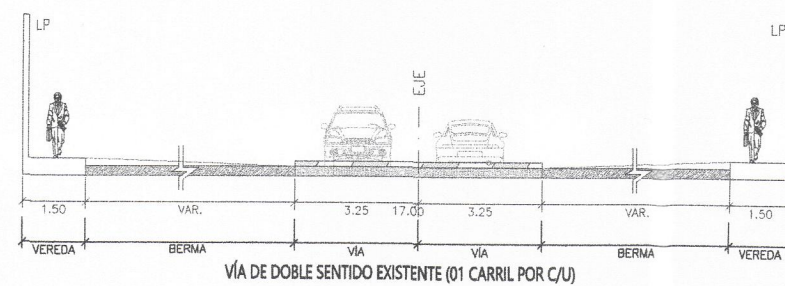 LP
LP
EJE
1.50 VAR. 3.25 17.00 3.25 VAR. 1.50
VEREDA BERMA VÍA VÍA BERMA VEREDA
VÍA DE DOBLE SENTIDO EXISTENTE (01 CARRIL POR C/U)